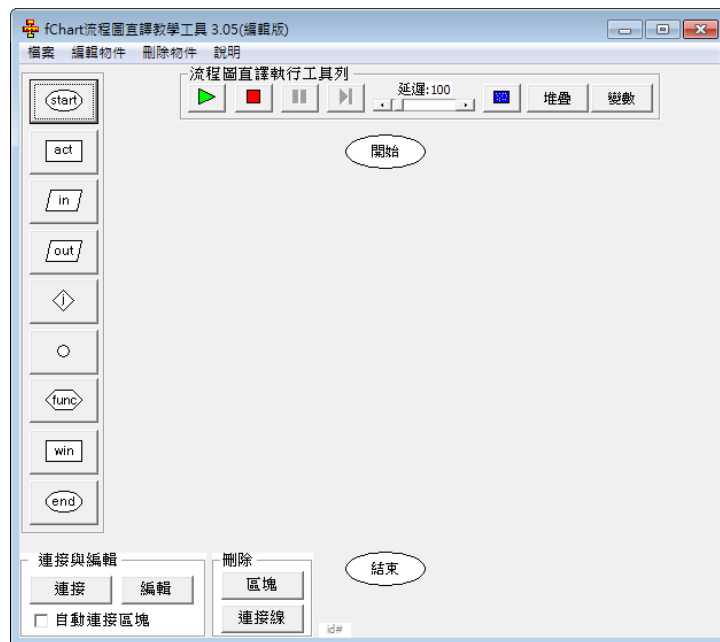 fChart流程圖直譯教學工具 3.05(編輯版)
檔案 編輯物件 刪除物件 說明
流程圖直譯執行工具列
延遲:100
堆疊 變數
start
act
in
out
j
func
win
end
開始
結束
連接與編輯
連接 編輯
自動連接區塊
刪除
區塊
連接線
id#